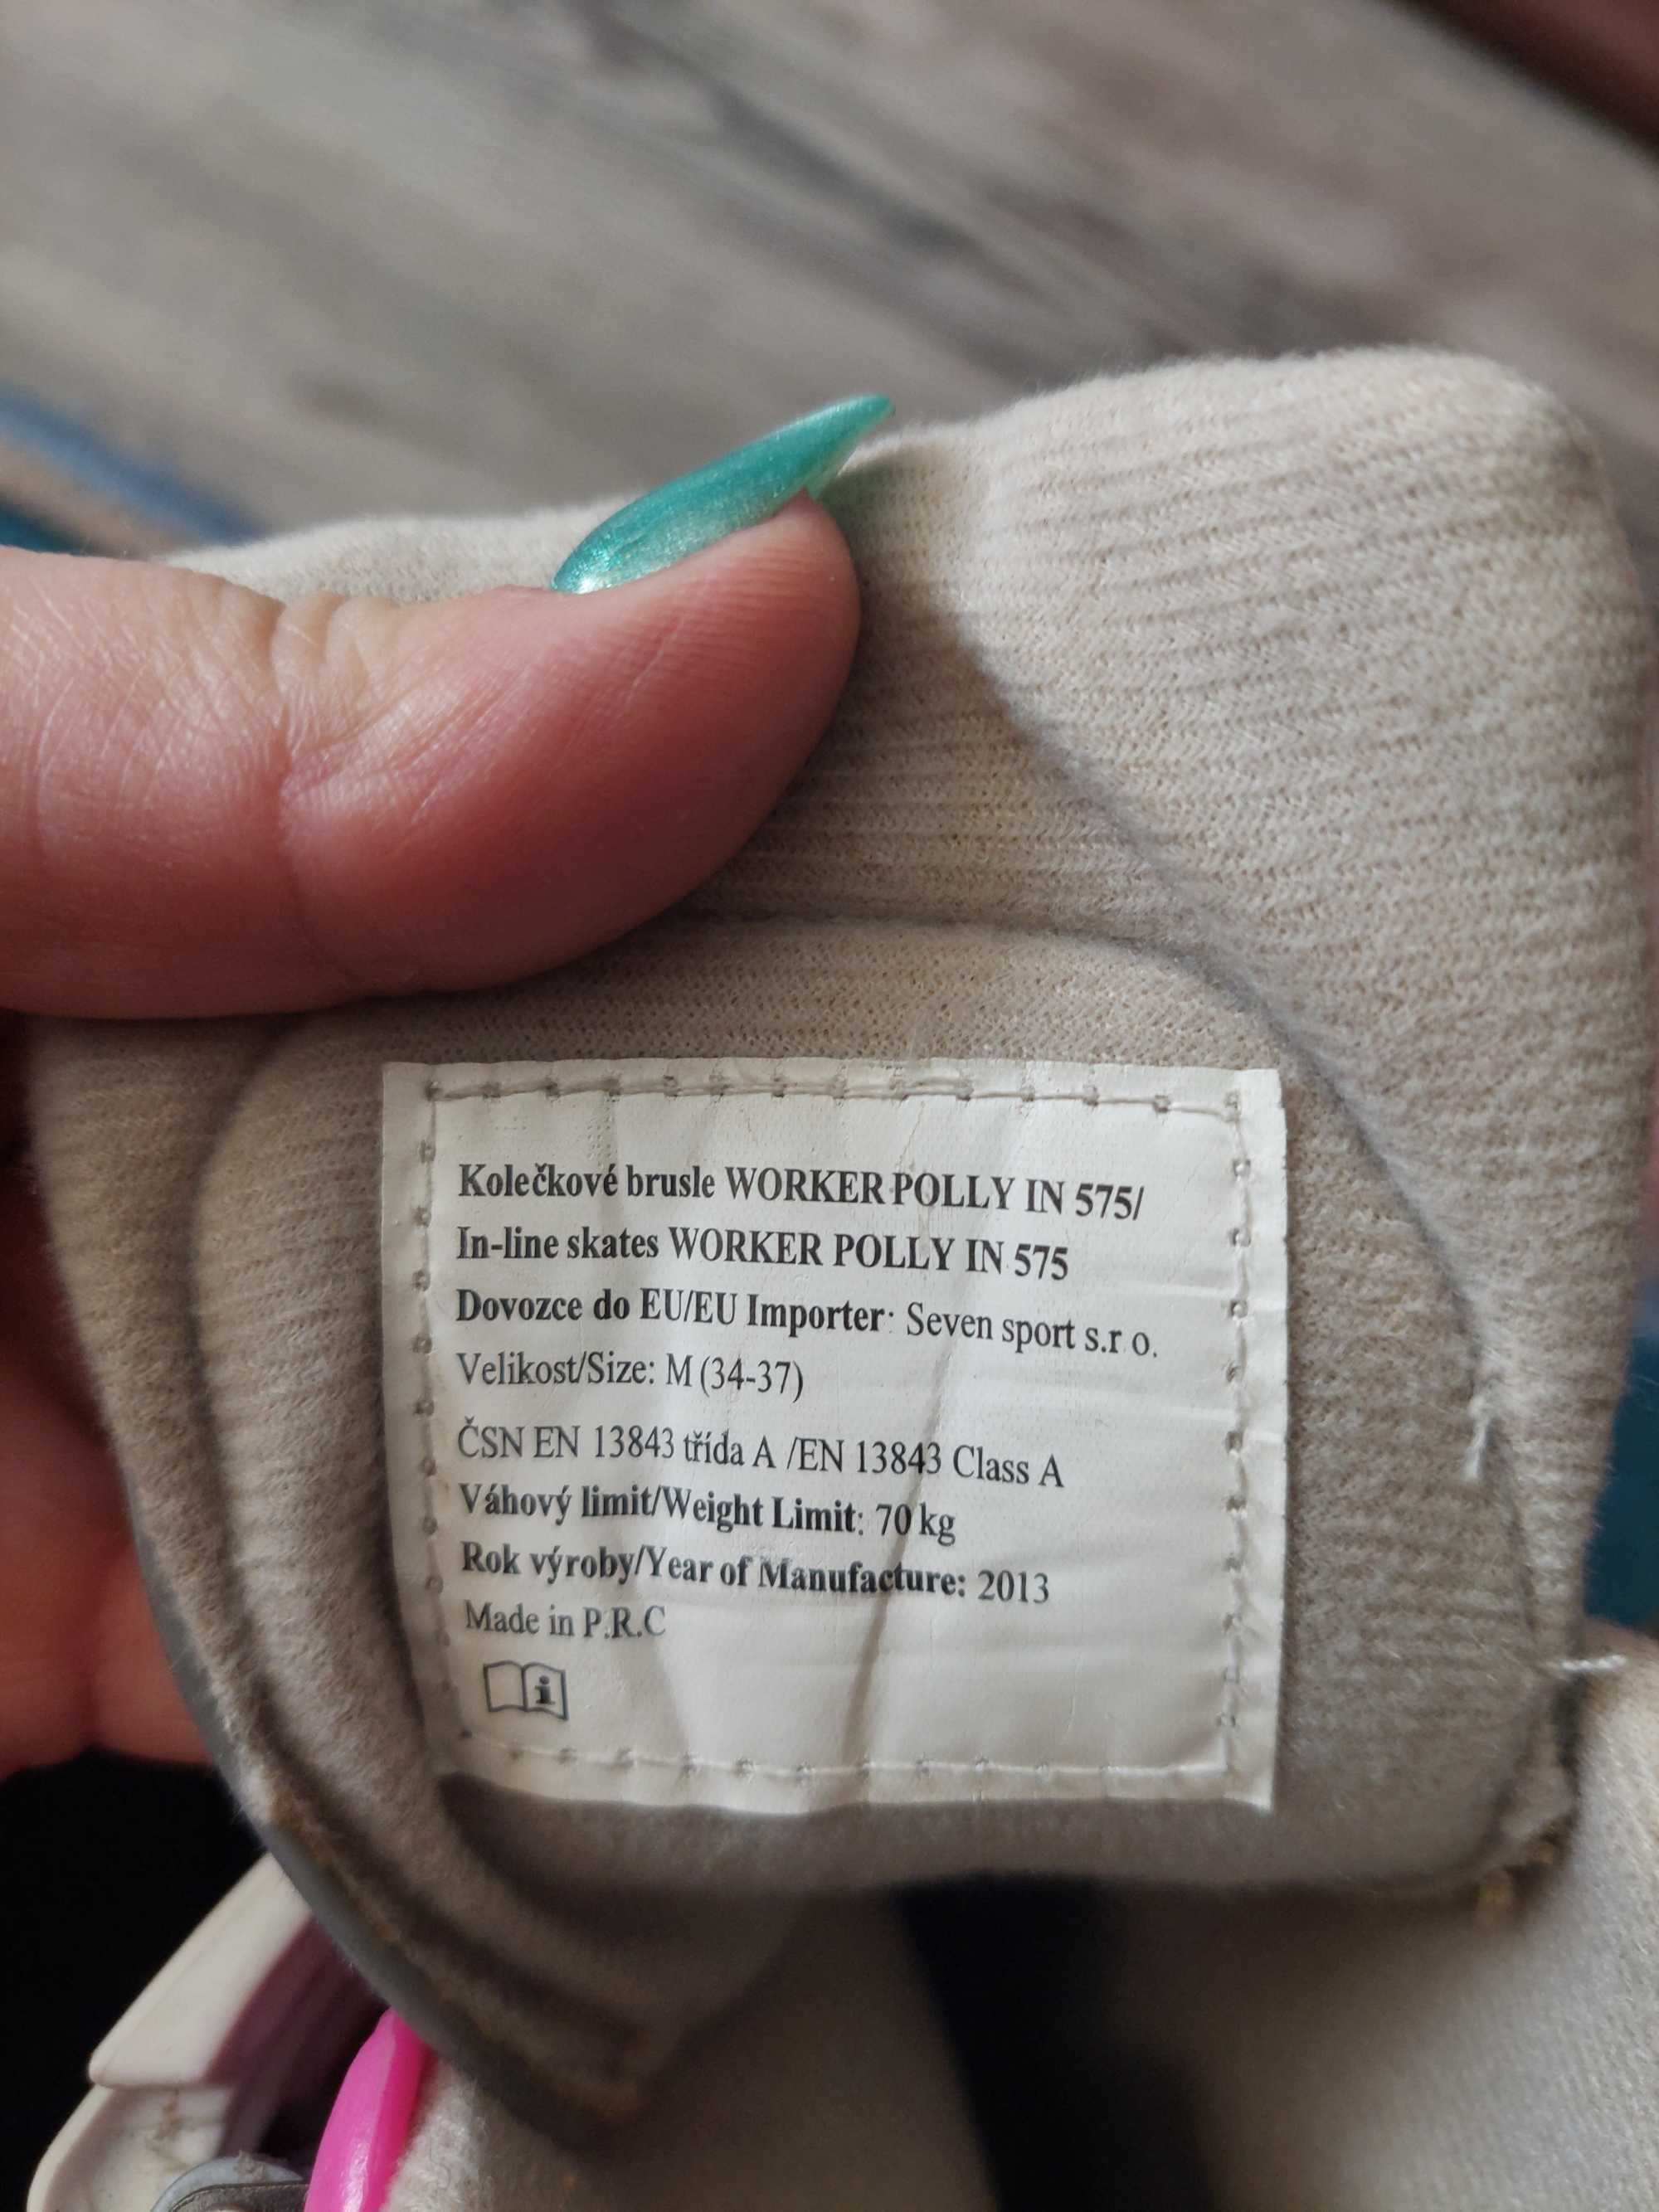 Kolečkové brusle WORKER POLLY IN 575/
In-line skates WORKER POLLY IN 575
Dovozce do EU/EU Importer: Seven sport s.r o.
Velikost/Size: M (34-37)
ČSN EN 13843 třída A /EN 13843 Class A
Váhový limit/Weight Limit: 70 kg
Rok výroby/Year of Manufacture: 2013
Made in P.R.C
i